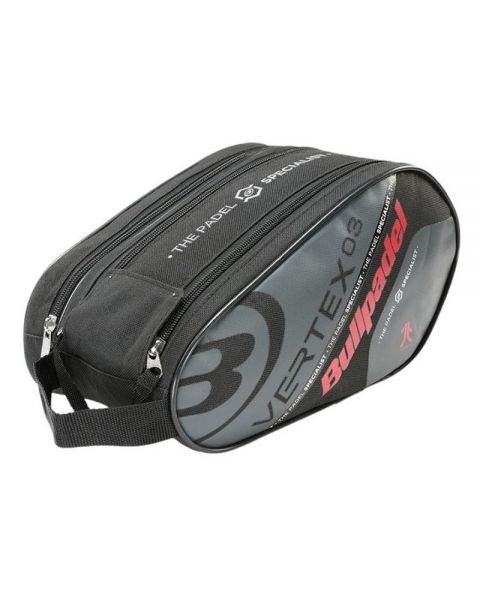 • THE PADEL SPECIALIST •
B
VERTEX 03
• THE PADEL SPECIALIST • THE PADEL SPECIALIST • THE PADEL SPECIALIST •
Bullpadel
• THE PADEL SPECIALIST •